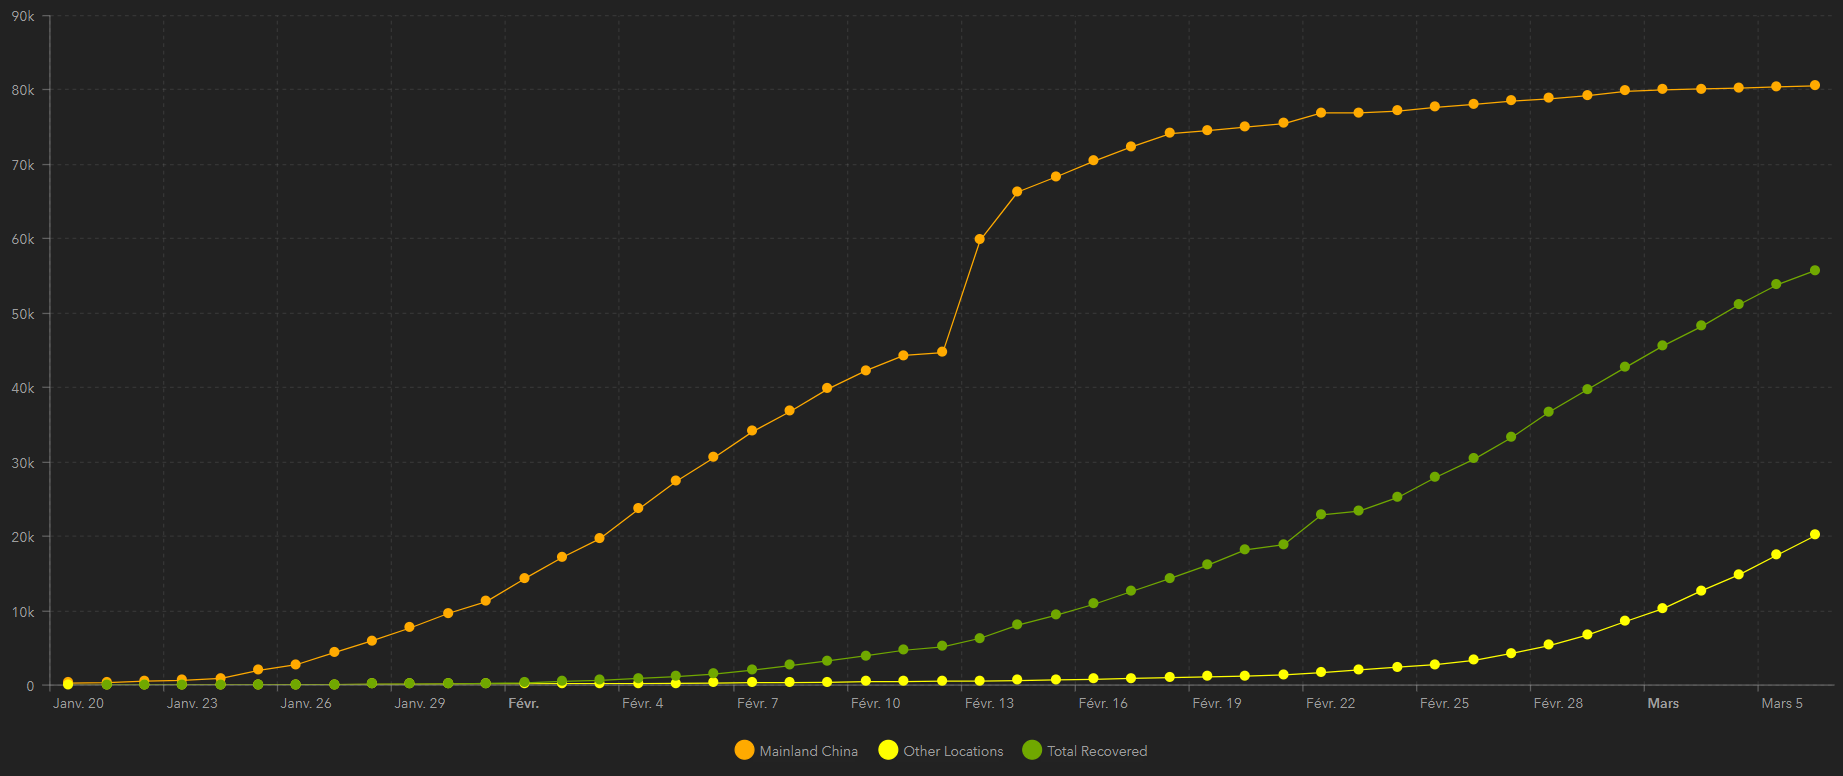 90k
80k
70k
60k
50k
40k
30k
20k
10k
0
Janv. 20 Janv. 23 Janv. 26 Janv. 29 Févr. Févr. 4 Févr. 7 Févr. 10 Févr. 13 Févr. 16 Févr. 19 Févr. 22 Févr. 25 Févr. 28 Mars Mars 5
Mainland China Other Locations Total Recovered